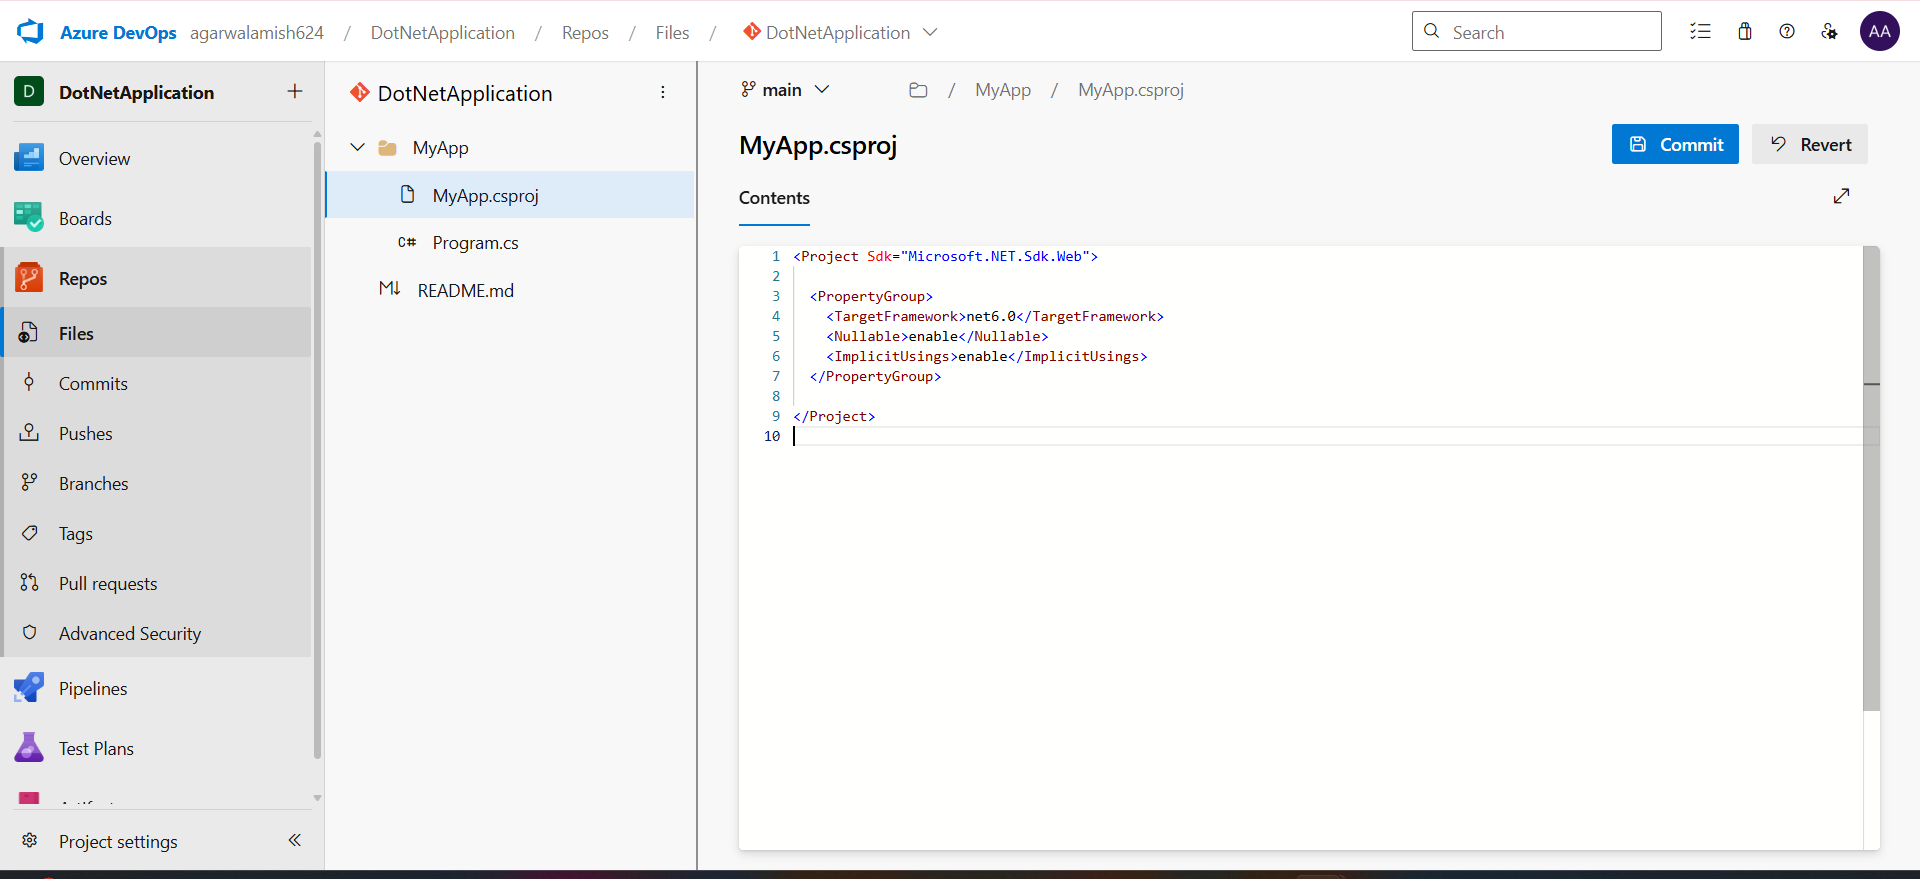 Azure DevOps agarwalamish624 / DotNetApplication / Repos / Files / DotNetApplication
Search
AA
D DotNetApplication
Overview
Boards
Repos
Files
Commits
Pushes
Branches
Tags
Pull requests
Advanced Security
Pipelines
Test Plans
Project settings
DotNetApplication
MyApp
MyApp.csproj
C# Program.cs
M↓ README.md
main
/ MyApp / MyApp.csproj
MyApp.csproj
Commit
Revert
Contents
1 <Project Sdk="Microsoft.NET.Sdk.Web">
2
3 <PropertyGroup>
4 <TargetFramework>net6.0</TargetFramework>
5 <Nullable>enable</Nullable>
6 <ImplicitUsings>enable</ImplicitUsings>
7 </PropertyGroup>
8
9 </Project>
10